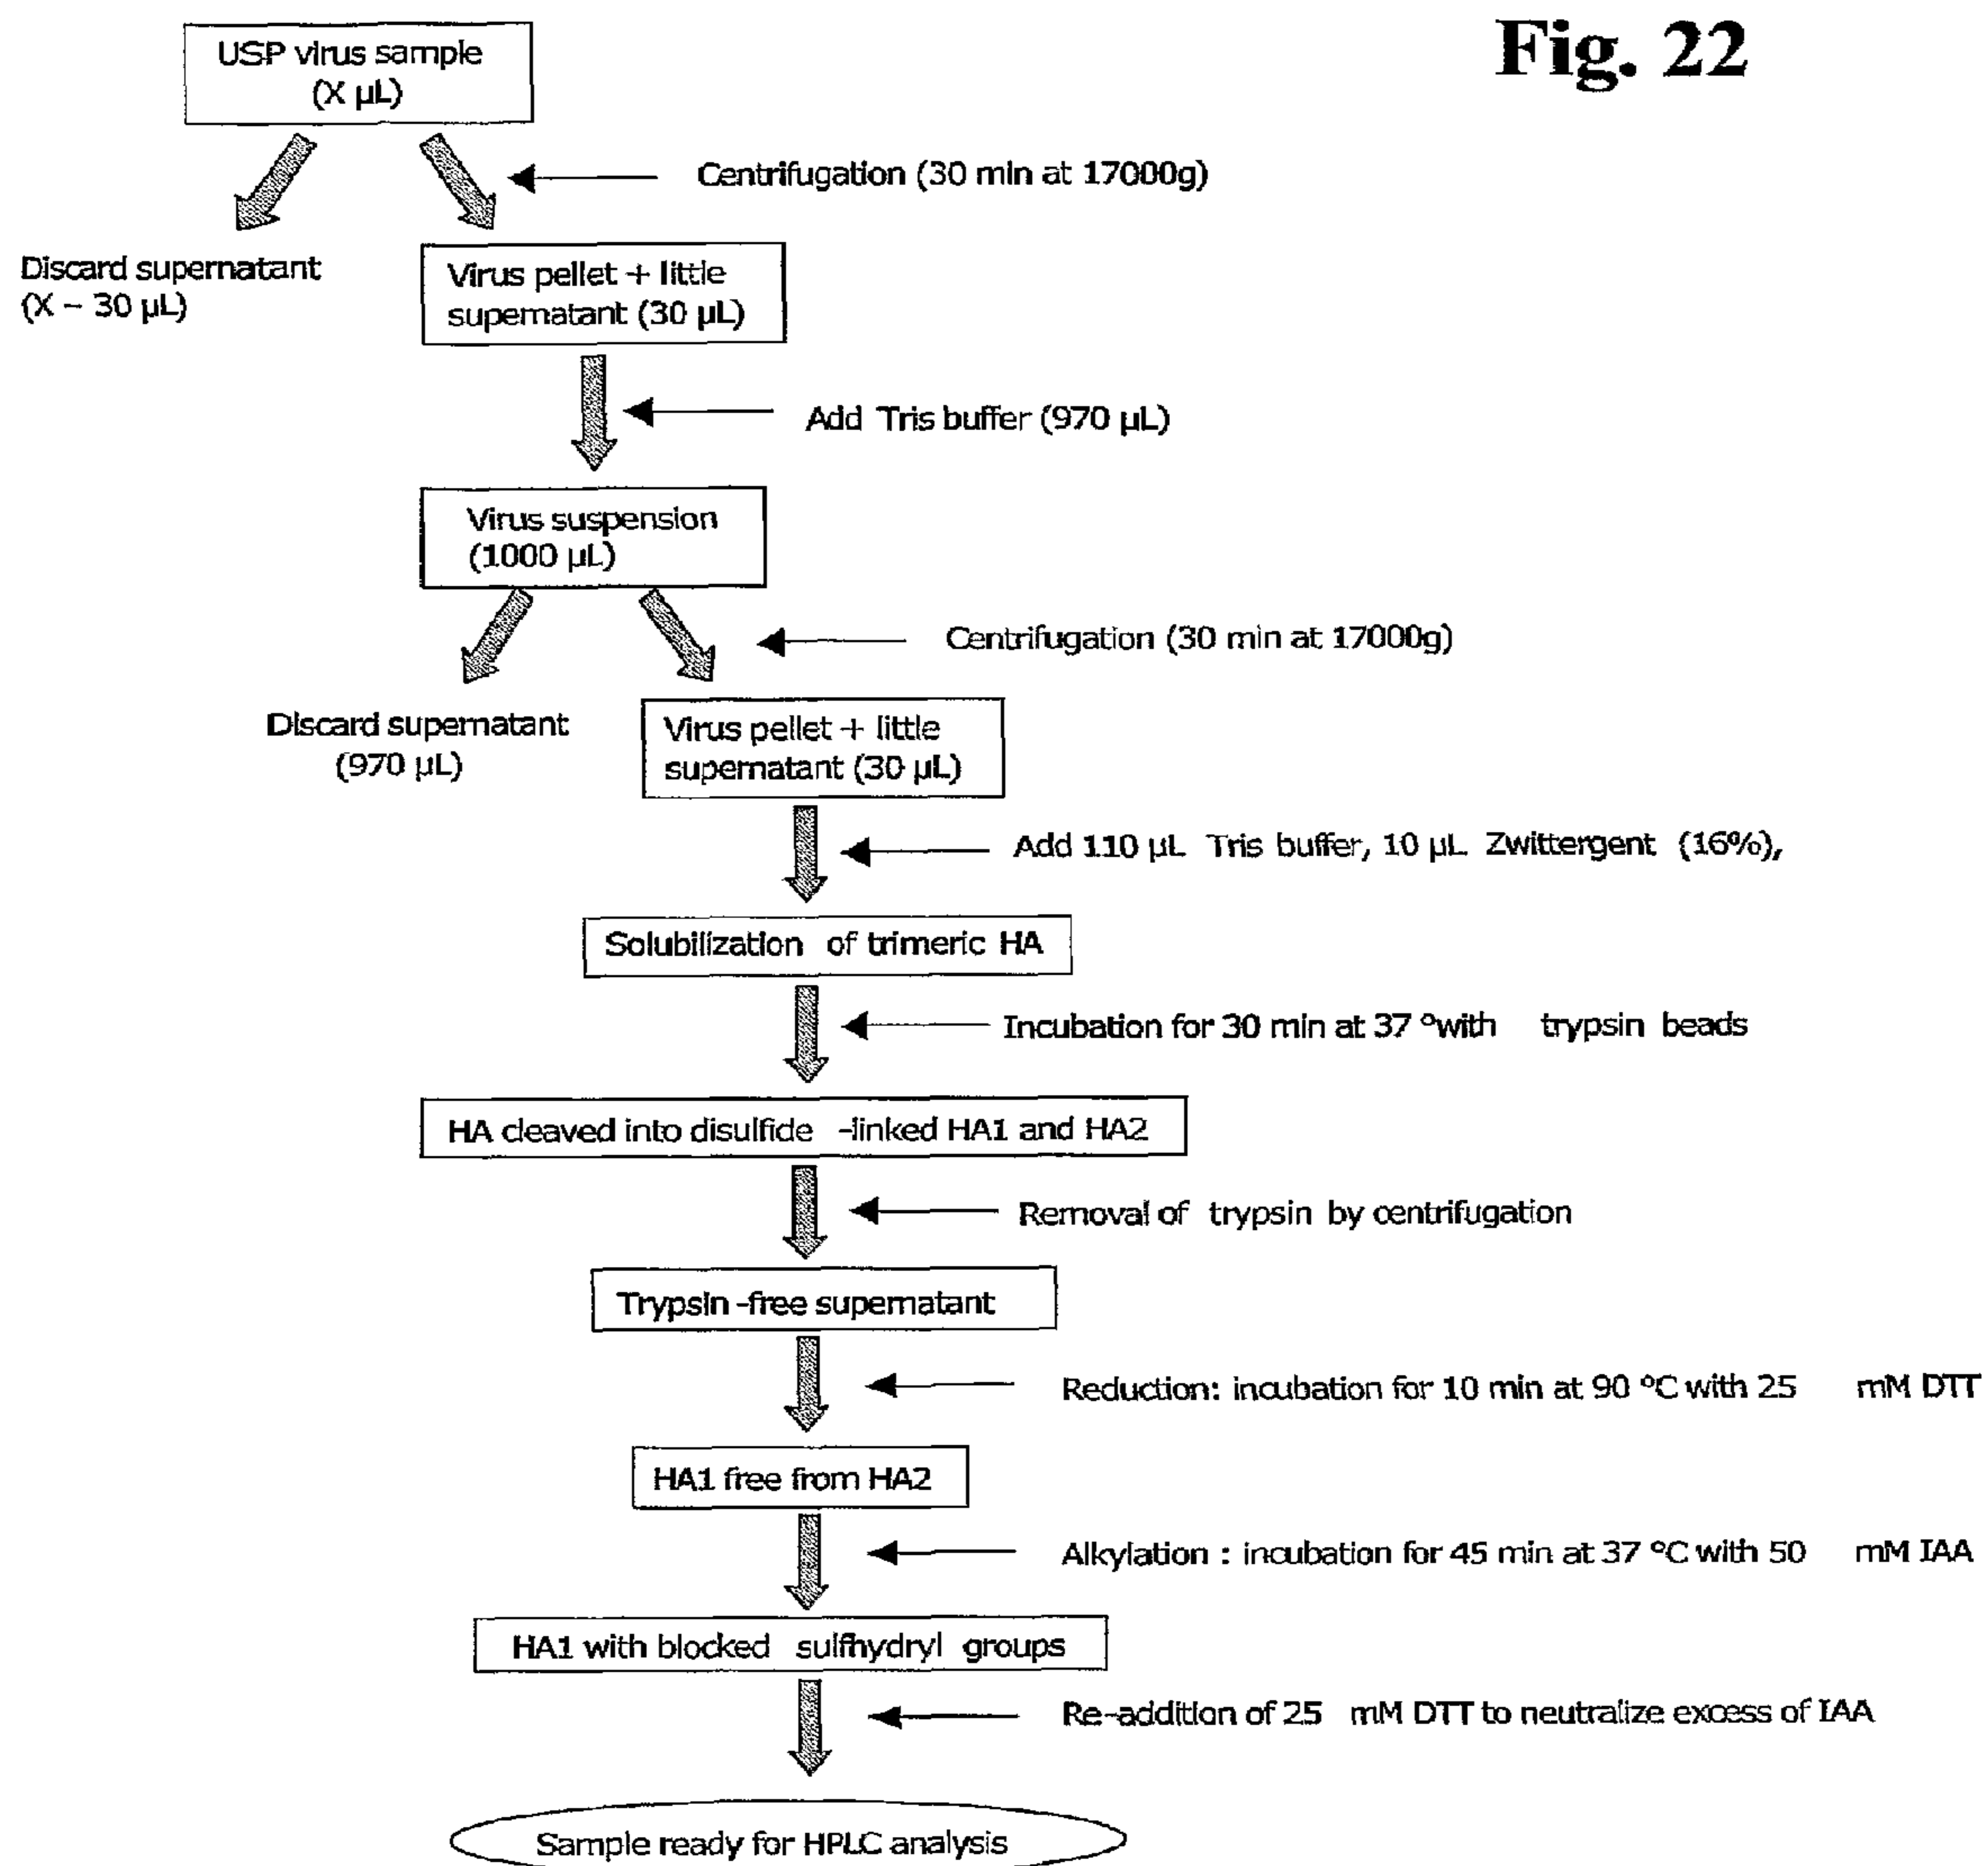 Fig. 22
USP virus sample
(X µL)
Centrifugation (30 min at 17000g)
Discard supernatant
(X – 30 µL)
Virus pellet + little
supernatant (30 µL)
Add Tris buffer (970 µL)
Virus suspension
(1000 µL)
Centrifugation (30 min at 17000g)
Discard supernatant
(970 µL)
Virus pellet + little
supernatant (30 µL)
Add 110 µL Tris buffer, 10 µL Zwittergent (16%),
Solubilization of trimeric HA
Incubation for 30 min at 37 °with trypsin beads
HA cleaved into disulfide -linked HA1 and HA2
Removal of trypsin by centrifugation
Trypsin -free supernatant
Reduction: incubation for 10 min at 90 °C with 25 mM DTT
HA1 free from HA2
Alkylation : incubation for 45 min at 37 °C with 50 mM IAA
HA1 with blocked sulfhydryl groups
Re-addition of 25 mM DTT to neutralize excess of IAA
Sample ready for HPLC analysis